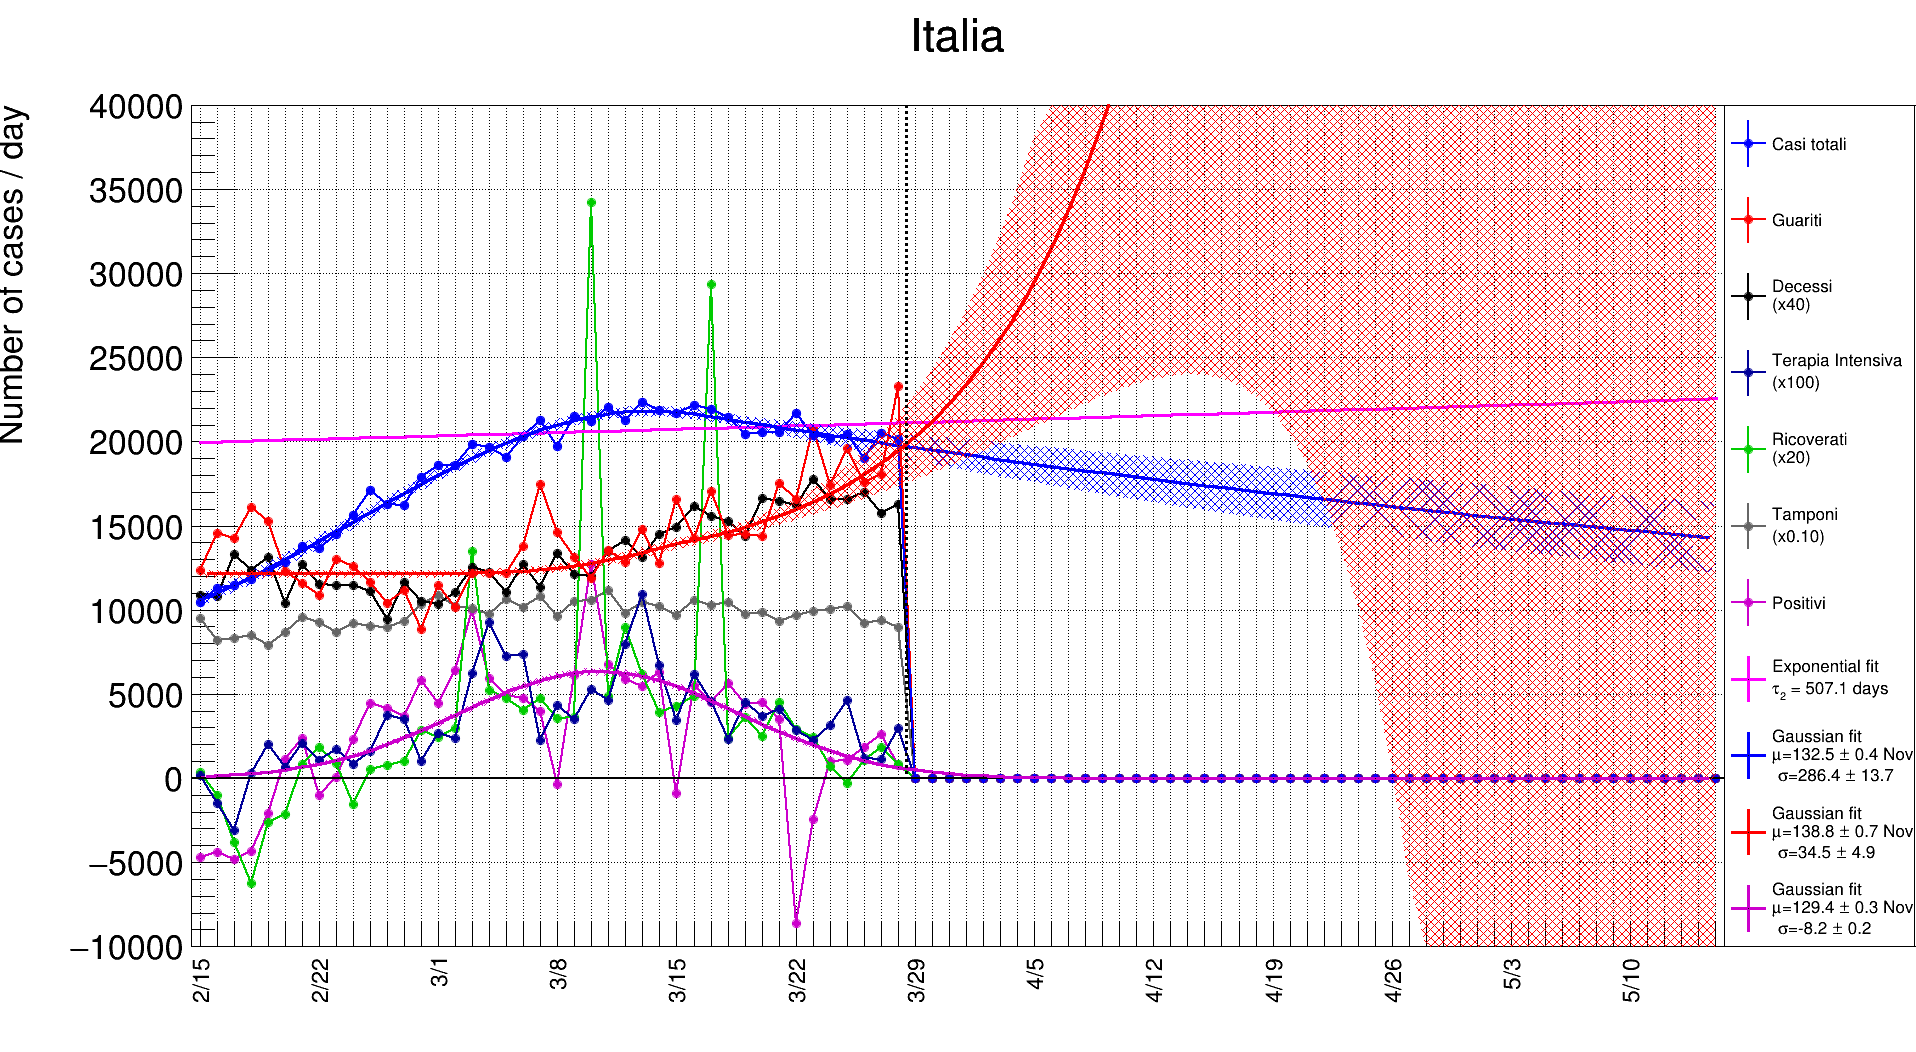 Italia
Number of cases / day
40000
35000
30000
25000
20000
15000
10000
5000
0
−5000
−10000
2/15
2/22
3/1
3/8
3/15
3/22
3/29
4/5
4/12
4/19
4/26
5/3
5/10
Casi totali
Guariti
Decessi
(x40)
Terapia Intensiva
(x100)
Ricoverati
(x20)
Tamponi
(x0.10)
Positivi
Exponential fit
τ2 = 507.1 days
Gaussian fit
μ=132.5 ± 0.4 Nov
σ=286.4 ± 13.7
Gaussian fit
μ=138.8 ± 0.7 Nov
σ=34.5 ± 4.9
Gaussian fit
μ=129.4 ± 0.3 Nov
σ=-8.2 ± 0.2